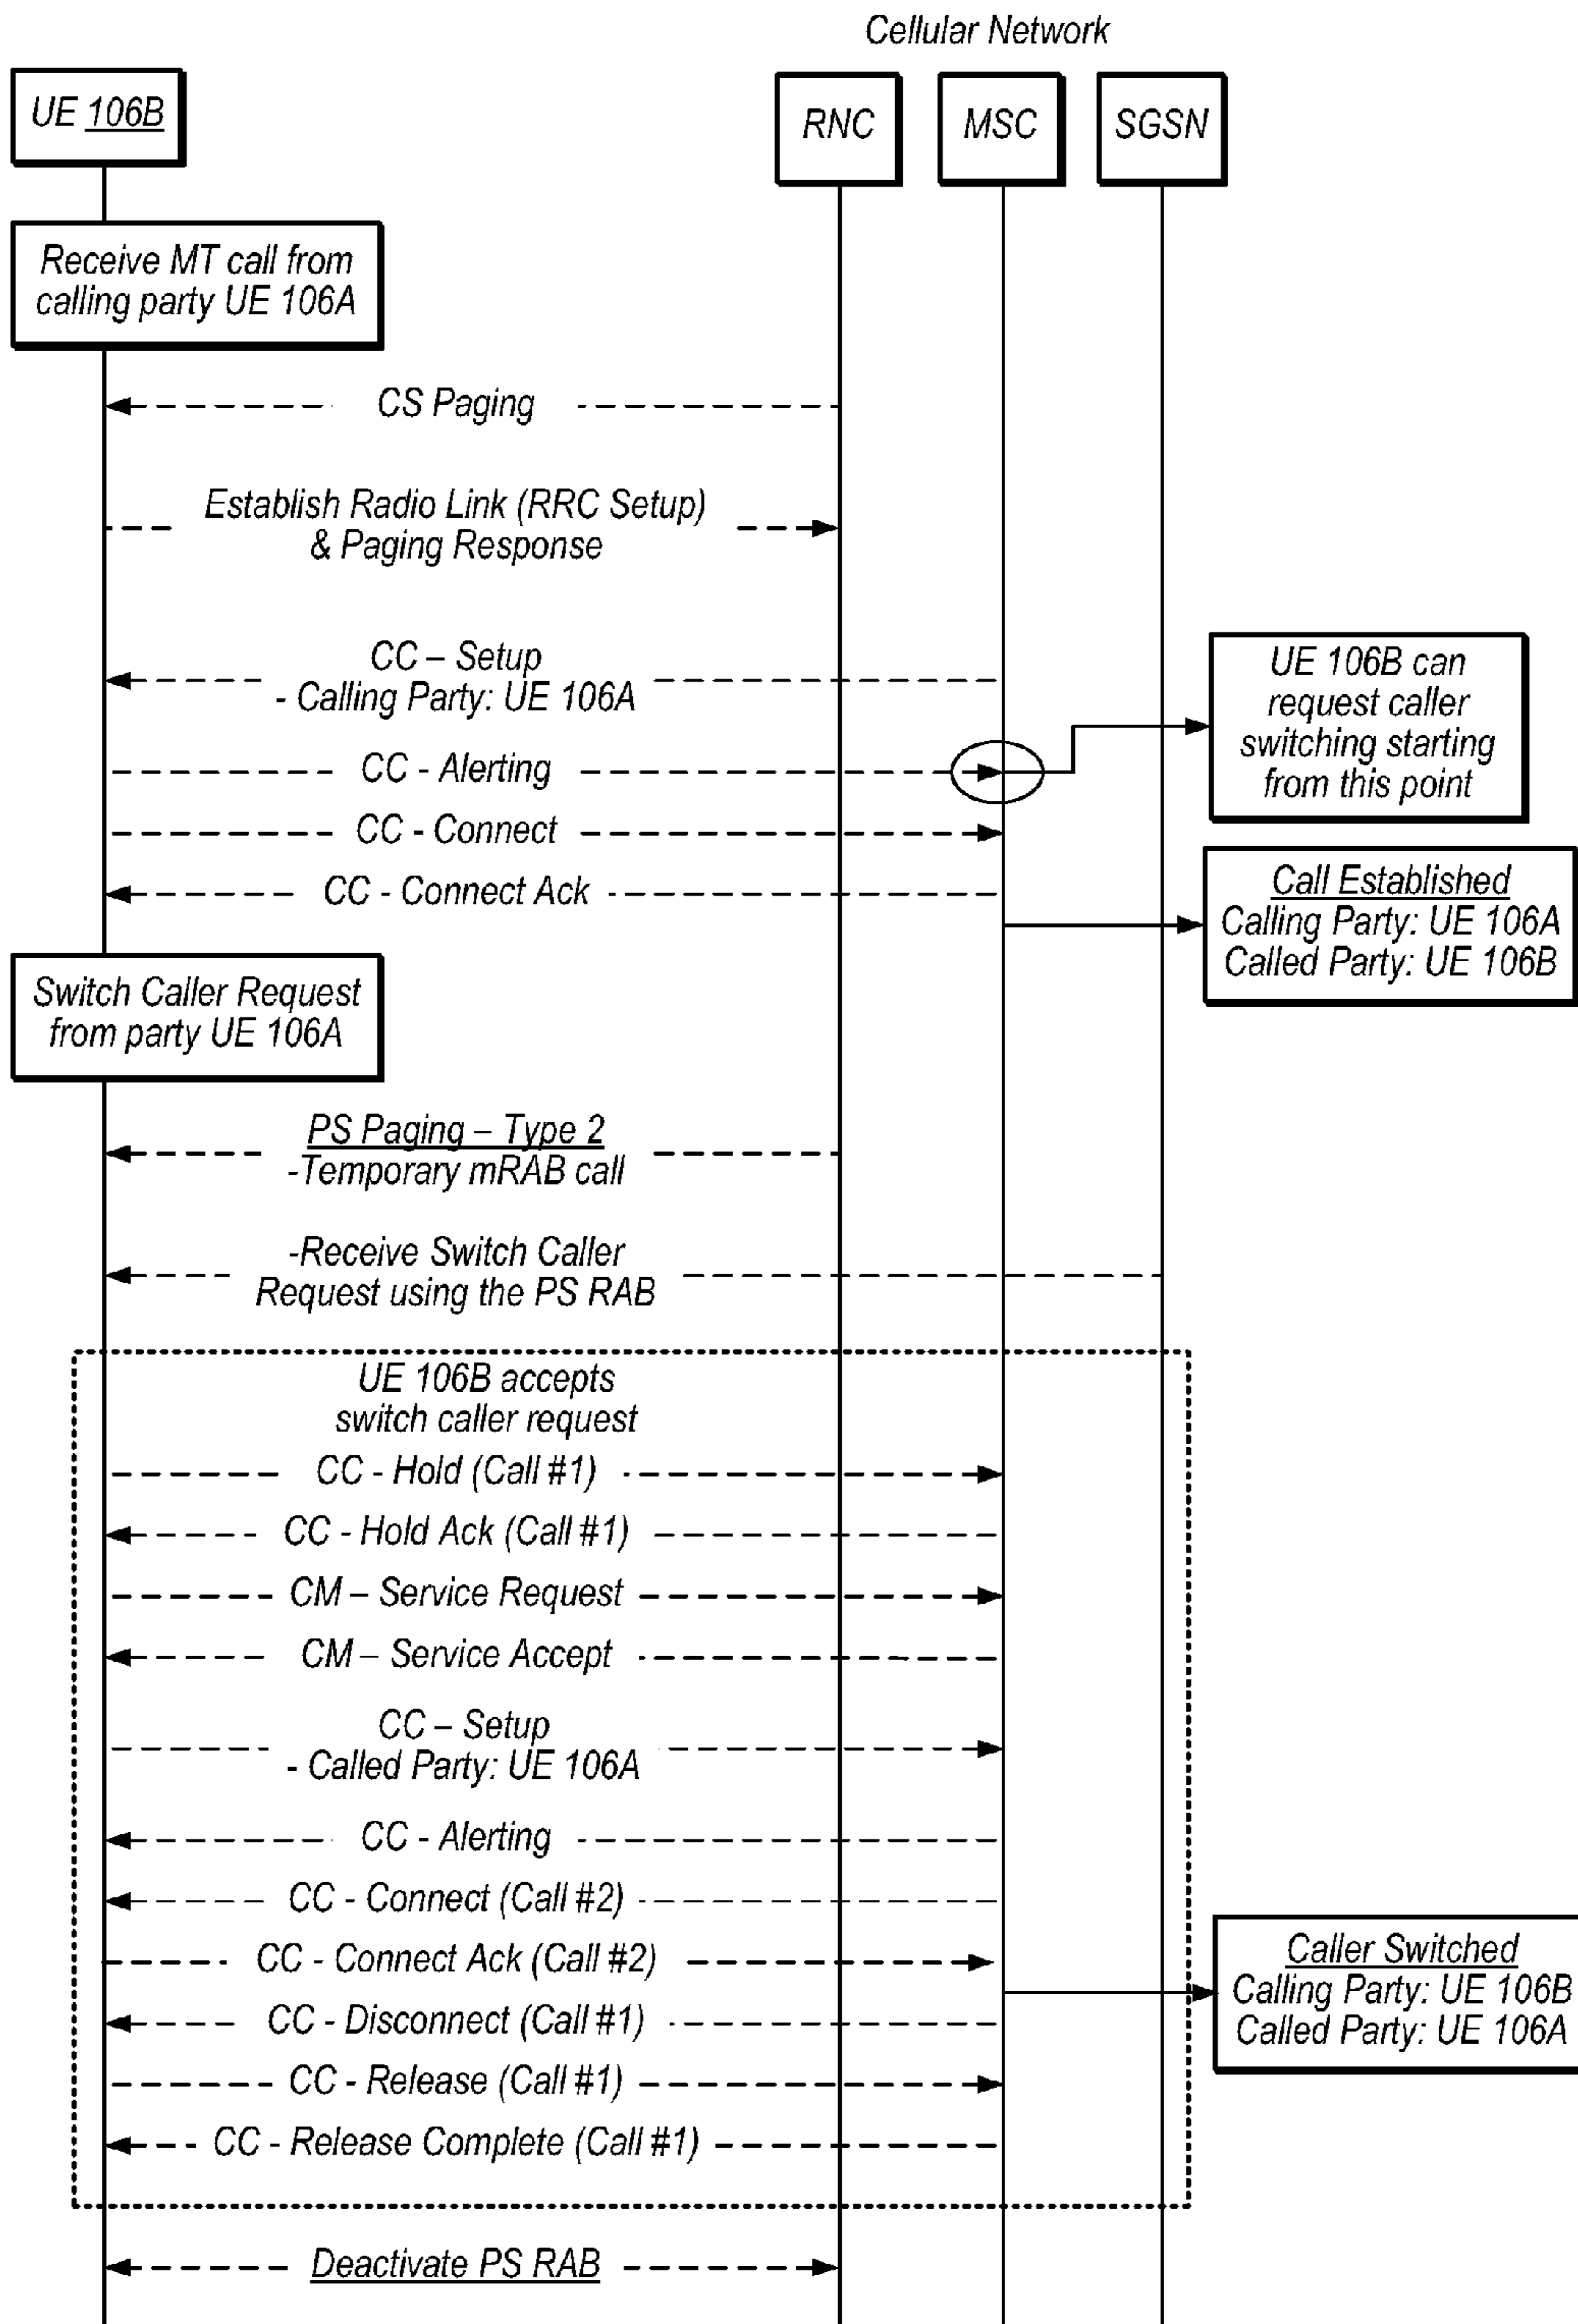 Cellular Network
UE 106B
RNC
MSC
SGSN
Receive MT call from
calling party UE 106A
CS Paging
Establish Radio Link (RRC Setup)
& Paging Response
CC – Setup
- Calling Party: UE 106A
UE 106B can
request caller
switching starting
from this point
CC - Alerting
CC - Connect
CC - Connect Ack
Call Established
Calling Party: UE 106A
Called Party: UE 106B
Switch Caller Request
from party UE 106A
PS Paging – Type 2
-Temporary mRAB call
-Receive Switch Caller
Request using the PS RAB
UE 106B accepts
switch caller request
CC - Hold (Call #1)
CC - Hold Ack (Call #1)
CM – Service Request
CM – Service Accept
CC – Setup
- Called Party: UE 106A
CC - Alerting
CC - Connect (Call #2)
CC - Connect Ack (Call #2)
Caller Switched
Calling Party: UE 106B
Called Party: UE 106A
CC - Disconnect (Call #1)
CC - Release (Call #1)
CC - Release Complete (Call #1)
Deactivate PS RAB